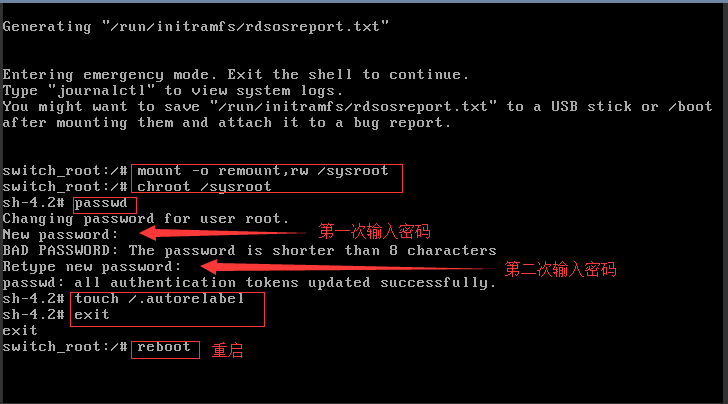 Generating "/run/initramfs/rdsosreport.txt"
Entering emergency mode. Exit the shell to continue.
Type "journalctl" to view system logs.
You might want to save "/run/initramfs/rdsosreport.txt" to a USB stick or /boot
after mounting them and attach it to a bug report.
switch_root:/# mount -o remount,rw /sysroot
switch_root:/# chroot /sysroot
sh-4.2# passwd
Changing password for user root.
New password: 第一次输入密码
BAD PASSWORD: The password is shorter than 8 characters
Retype new password: 第二次输入密码
passwd: all authentication tokens updated successfully.
sh-4.2# touch /.autorelabel
sh-4.2# exit
exit
switch_root:/# reboot 重启